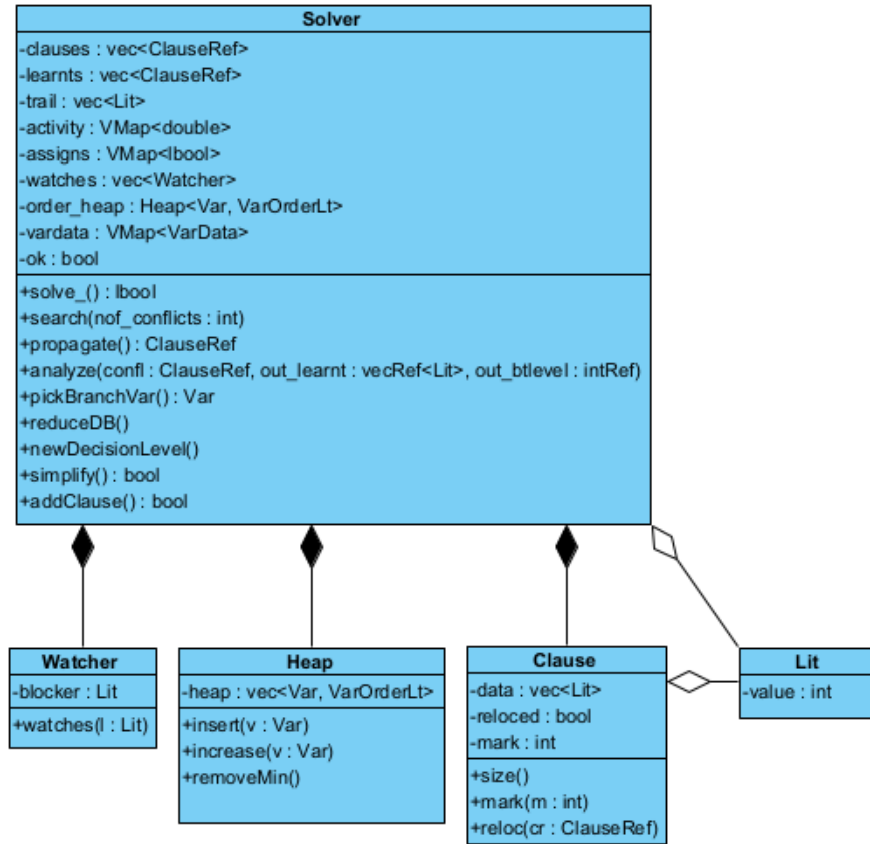 Solver
-clauses : vec<ClauseRef>
-learnts : vec<ClauseRef>
-trail : vec<Lit>
-activity : VMap<double>
-assigns : VMap<lbool>
-watches : vec<Watcher>
-order_heap : Heap<Var, VarOrderLt>
-vardata : VMap<VarData>
-ok : bool
+solve_() : lbool
+search(nof_conflicts : int)
+propagate() : ClauseRef
+analyze(confl : ClauseRef, out_learnt : vecRef<Lit>, out_btlevel : intRef)
+pickBranchVar() : Var
+reduceDB()
+newDecisionLevel()
+simplify() : bool
+addClause() : bool
Watcher
-blocker : Lit
+watches(l : Lit)
Heap
-heap : vec<Var, VarOrderLt>
+insert(v : Var)
+increase(v : Var)
+removeMin()
Clause
-data : vec<Lit>
-reloced : bool
-mark : int
+size()
+mark(m : int)
+reloc(cr : ClauseRef)
Lit
-value : int